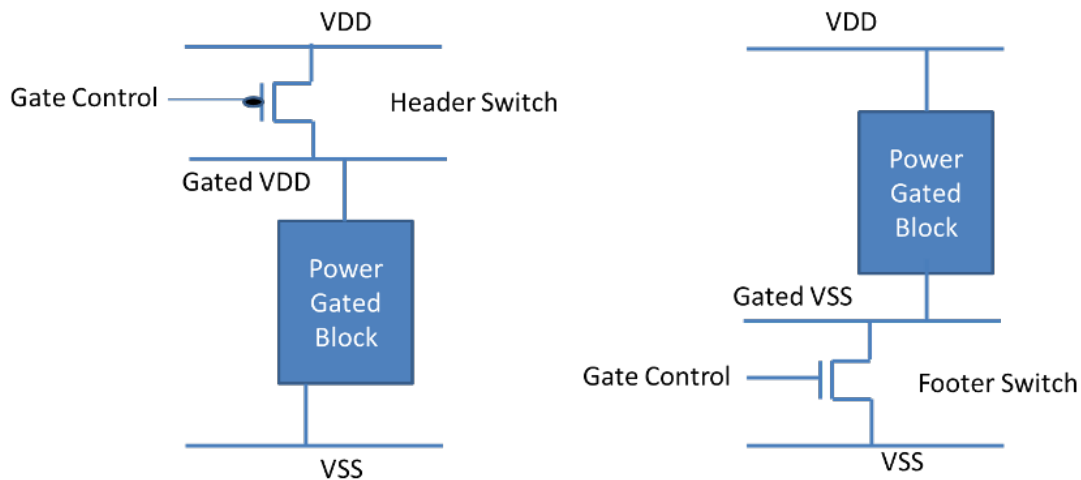 VDD
Gate Control
Header Switch
Gated VDD
Power
Gated
Block
VSS
VDD
Power
Gated
Block
Gated VSS
Gate Control
Footer Switch
VSS